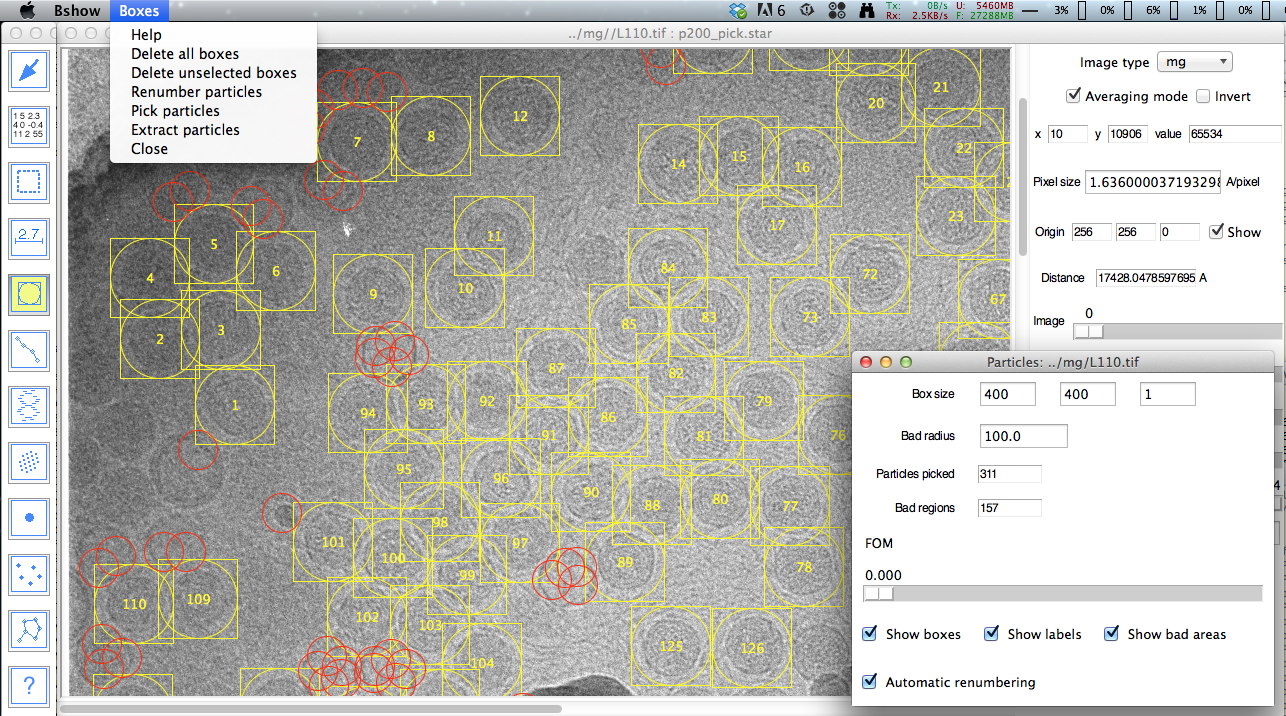 Bshow Boxes
6 Tx: 0B/s U: 5460MB 3% 0% 6% 1% 0%
Rx: 2.5KB/s F: 27288MB
../mg//L110.tif : p200_pick.star
Help
Delete all boxes
Delete unselected boxes
Renumber particles
Pick particles
Extract particles
Close
1 5 2.3
4 0 -0.4
11 2 55
2.7
?
12
20
21
7
8
14
15
16
22
5
11
17
23
4
6
9
10
84
72
67
2
3
85
83
73
87
82
1
94
93
92
86
79
91
81
76
95
96
90
88
80
77
98
101
100
97
89
78
99
110
109
102
103
104
125
126
Image type mg
Averaging mode Invert
x 10 y 10906 value 65534
Pixel size 1.636000037193298 A/pixel
Origin 256 256 0 Show
Distance 17428.0478597695 A
0
Image
4
Particles: ../mg/L110.tif
Box size 400 400 1
Bad radius 100.0
Particles picked 311
Bad regions 157
FOM
0.000
Show boxes Show labels Show bad areas
Automatic renumbering